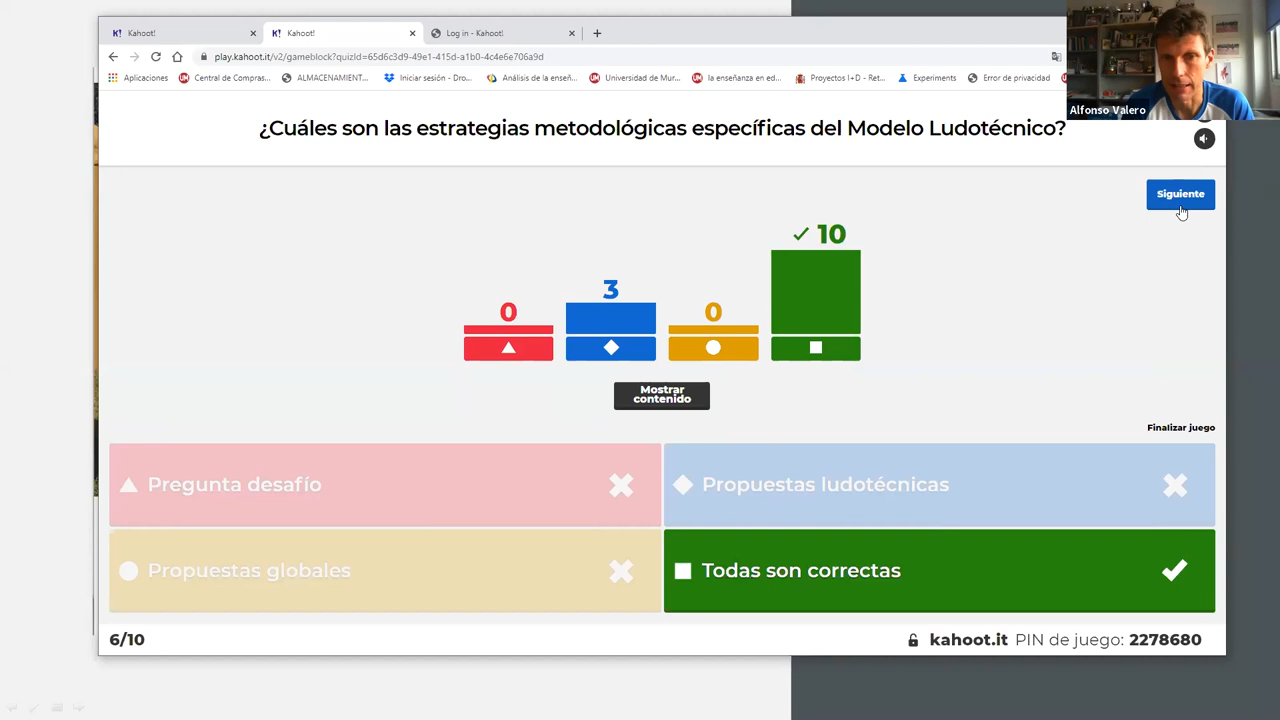 Kahoot!
Kahoot!
Log in - Kahoot!
play.kahoot.it/v2/gameblock?quizId=65d6c3d9-49e1-415d-a1b0-4c4e6e706a9d
Aplicaciones
Central de Compras...
ALMACENAMIENT...
Iniciar sesión - Dro...
Análisis de la enseñ...
Universidad de Mur...
la enseñanza en ed...
Proyectos I+D - Ret...
Experiments
Error de privacidad
Alfonso Valero
¿Cuáles son las estrategias metodológicas específicas del Modelo Ludotécnico?
Siguiente
0
3
0
10
Mostrar
contenido
Finalizar juego
Pregunta desafío
Propuestas ludotécnicas
Propuestas globales
Todas son correctas
6/10
kahoot.it PIN de juego: 2278680